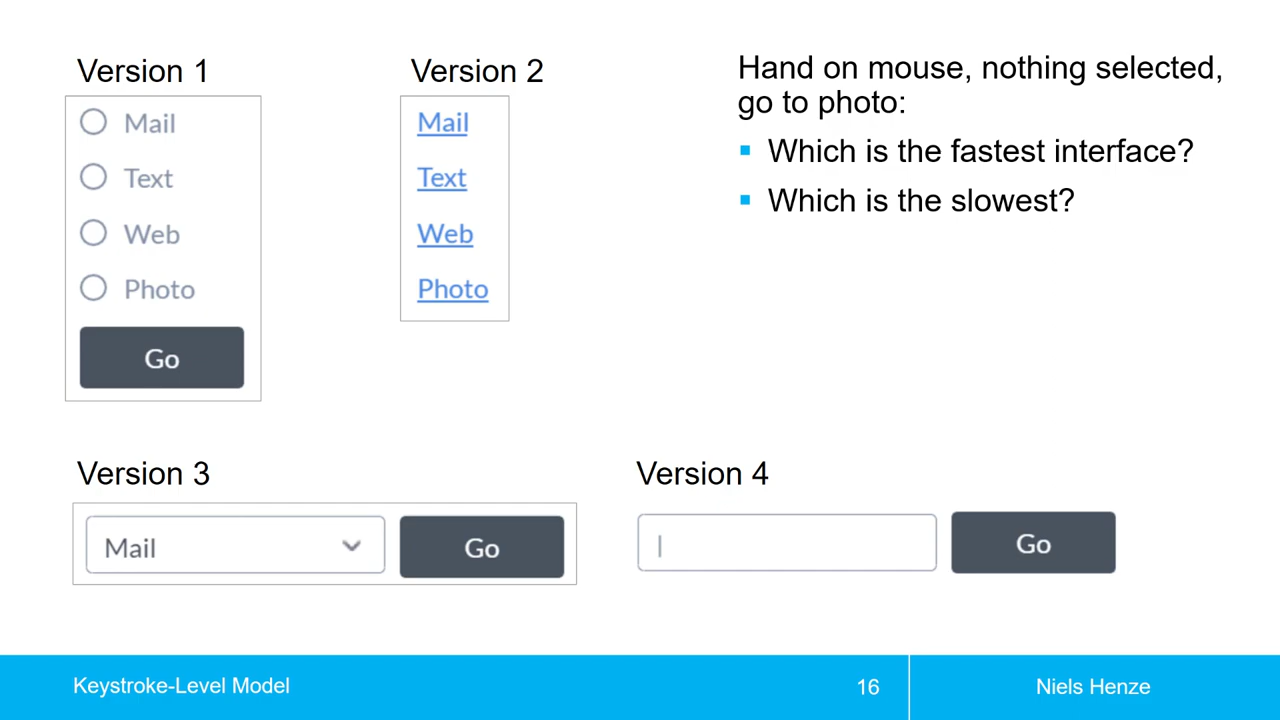 Version 1
Mail
Text
Web
Photo
Go
Version 2
Mail
Text
Web
Photo
Hand on mouse, nothing selected,
go to photo:
Which is the fastest interface?
Which is the slowest?
Version 3
Mail
Go
Version 4
Go
Keystroke-Level Model
16
Niels Henze